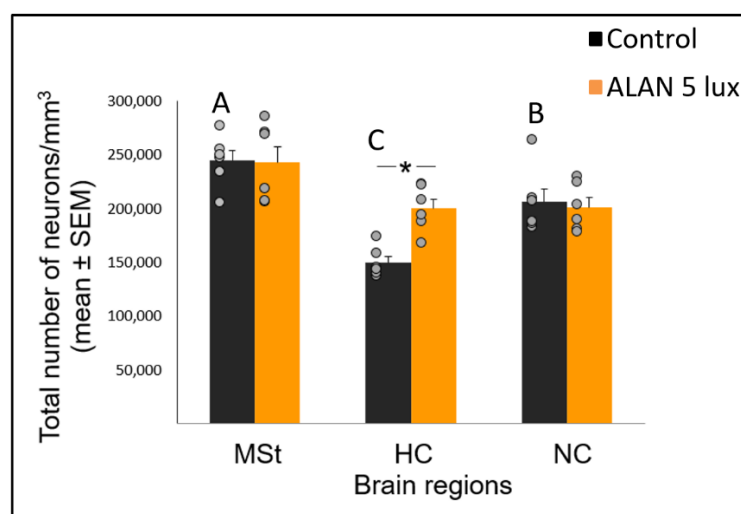 Control
ALAN 5 lux
Total number of neurons/mm³
(mean ± SEM)
300,000
250,000
200,000
150,000
100,000
50,000
A
C
B
*
MSt
HC
NC
Brain regions